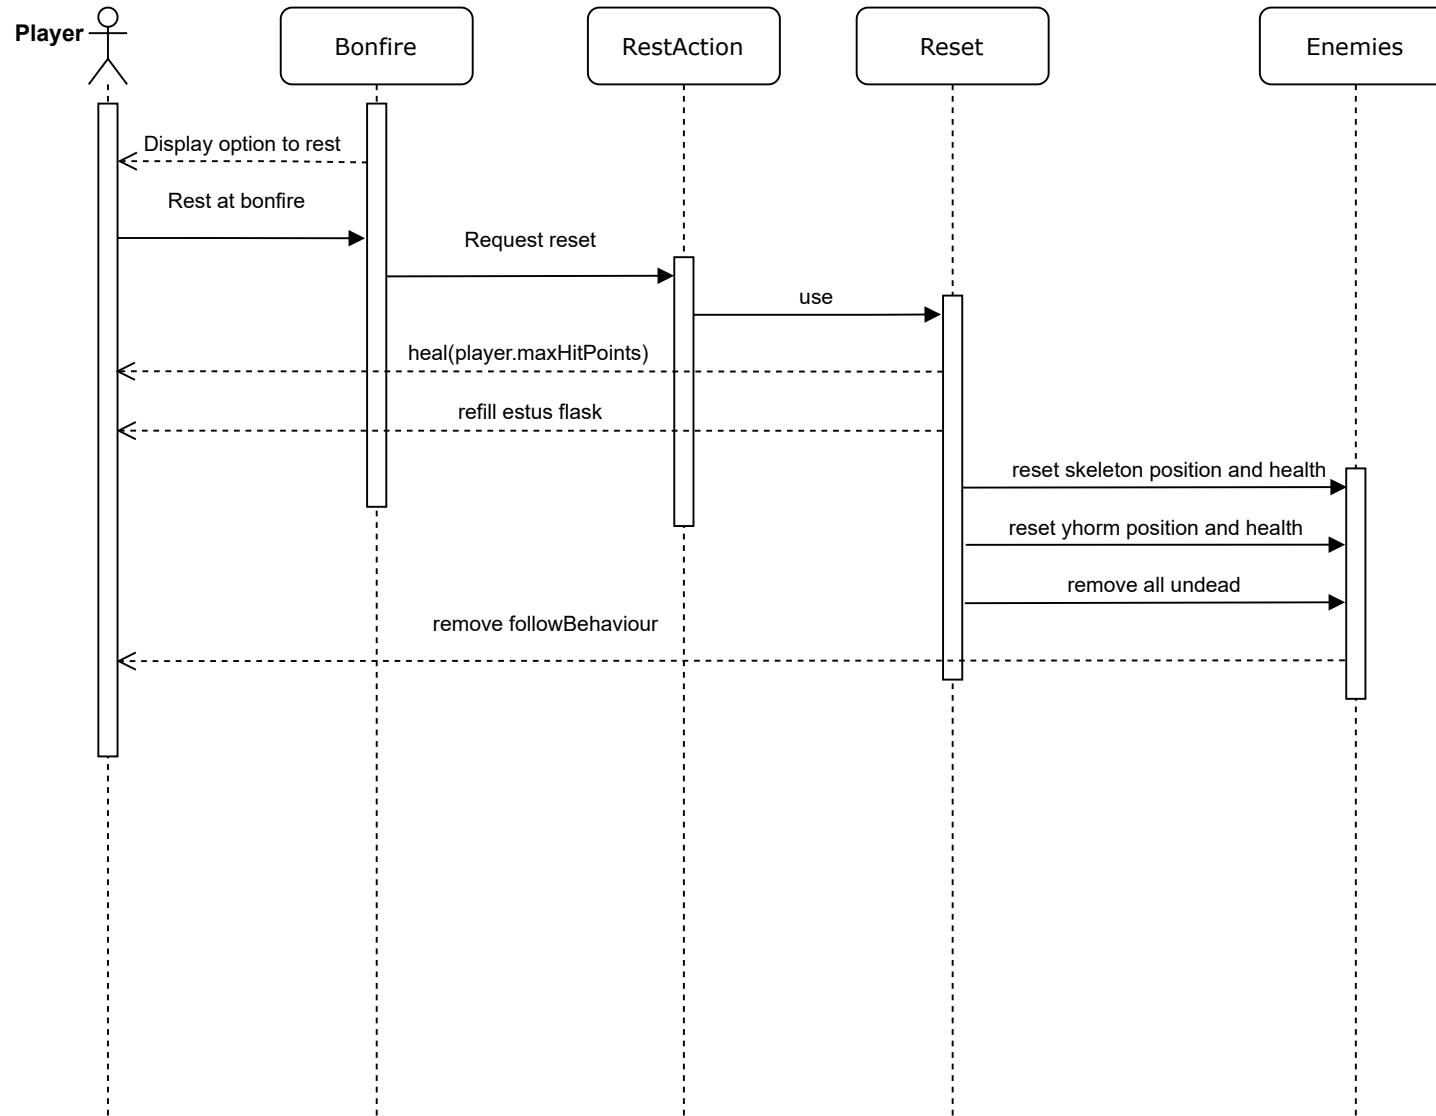 Player
Bonfire
RestAction
Reset
Enemies
Display option to rest
Rest at bonfire
Request reset
use
heal(player.maxHitPoints)
refill estus flask
reset skeleton position and health
reset yhorm position and health
remove all undead
remove followBehaviour